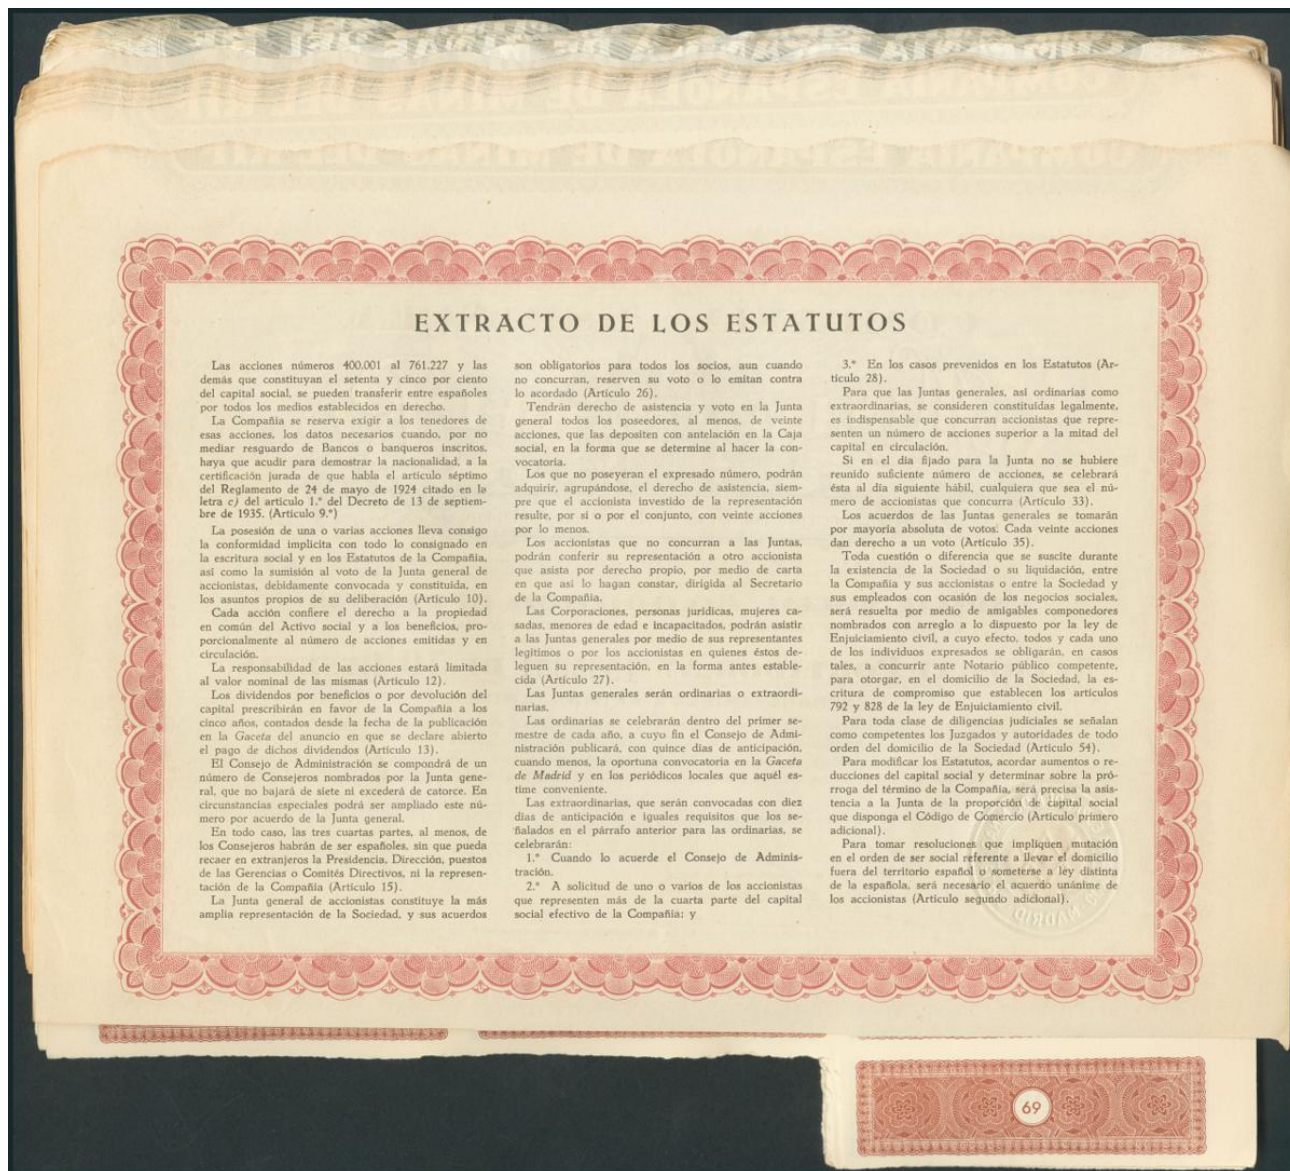 COMPAÑIA ESPAÑOLA DE MINAS DEL RIF
COMPAÑIA ESPAÑOLA DE MINAS DEL RIF
COMPAÑIA ESPAÑOLA DE MINAS DEL RIF
EXTRACTO DE LOS ESTATUTOS
Las acciones números 400.001 al 761.227 y las
demás que constituyan el setenta y cinco por ciento
del capital social, se pueden transferir entre españoles
por todos los medios establecidos en derecho.
La Compañía se reserva exigir a los tenedores de
esas acciones, los datos necesarios cuando, por no
mediar resguardo de Bancos o banqueros inscritos,
haya que acudir para demostrar la nacionalidad, a la
certificación jurada de que habla el artículo séptimo
del Reglamento de 24 de mayo de 1924 citado en la
letra c) del artículo 1.º del Decreto de 13 de septiem-
bre de 1935. (Artículo 9.º)
La posesión de una o varias acciones lleva consigo
la conformidad implícita con todo lo consignado en
la escritura social y en los Estatutos de la Compañía,
así como la sumisión al voto de la Junta general de
accionistas, debidamente convocada y constituída, en
los asuntos propios de su deliberación (Artículo 10).
Cada acción confiere el derecho a la propiedad
en común del Activo social y a los beneficios, pro-
porcionalmente al número de acciones emitidas y en
circulación.
La responsabilidad de las acciones estará limitada
al valor nominal de las mismas (Artículo 12).
Los dividendos por beneficios o por devolución del
capital prescribirán en favor de la Compañía a los
cinco años, contados desde la fecha de la publicación
en la Gaceta del anuncio en que se declare abierto
el pago de dichos dividendos (Artículo 13).
El Consejo de Administración se compondrá de un
número de Consejeros nombrados por la Junta gene-
ral, que no bajará de siete ni excederá de catorce. En
circunstancias especiales podrá ser ampliado este nú-
mero por acuerdo de la Junta general.
En todo caso, las tres cuartas partes, al menos, de
los Consejeros habrán de ser españoles, sin que pueda
recaer en extranjeros la Presidencia, Dirección, puestos
de las Gerencias o Comités Directivos, ni la represen-
tación de la Compañía (Artículo 15).
La Junta general de accionistas constituye la más
amplia representación de la Sociedad, y sus acuerdos
son obligatorios para todos los socios, aun cuando
no concurran, reserven su voto o lo emitan contra
lo acordado (Artículo 26).
Tendrán derecho de asistencia y voto en la Junta
general todos los poseedores, al menos, de veinte
acciones, que las depositen con antelación en la Caja
social, en la forma que se determine al hacer la con-
vocatoria.
Los que no poseyeran el expresado número, podrán
adquirir, agrupándose, el derecho de asistencia, siem-
pre que el accionista investido de la representación
resulte, por sí o por el conjunto, con veinte acciones
por lo menos.
Los accionistas que no concurran a las Juntas,
podrán conferir su representación a otro accionista
que asista por derecho propio, por medio de carta
en que así lo hagan constar, dirigida al Secretario
de la Compañía.
Las Corporaciones, personas jurídicas, mujeres ca-
sadas, menores de edad e incapacitados, podrán asistir
a las Juntas generales por medio de sus representantes
legítimos o por los accionistas en quienes éstos de-
leguen su representación, en la forma antes estable-
cida (Artículo 27).
Las Juntas generales serán ordinarias o extraordi-
narias.
Las ordinarias se celebrarán dentro del primer se-
mestre de cada año, a cuyo fin el Consejo de Admi-
nistración publicará, con quince días de anticipación,
cuando menos, la oportuna convocatoria en la Gaceta
de Madrid y en los periódicos locales que aquél es-
time conveniente.
Las extraordinarias, que serán convocadas con diez
días de anticipación e iguales requisitos que los se-
ñalados en el párrafo anterior para las ordinarias, se
celebrarán:
1.º Cuando lo acuerde el Consejo de Adminis-
tración.
2.º A solicitud de uno o varios de los accionistas
que representen más de la cuarta parte del capital
social efectivo de la Compañía; y
3.º En los casos prevenidos en los Estatutos (Ar-
tículo 28).
Para que las Juntas generales, así ordinarias como
extraordinarias, se consideren constituídas legalmente,
es indispensable que concurran accionistas que repre-
senten un número de acciones superior a la mitad del
capital en circulación.
Si en el día fijado para la Junta no se hubiere
reunido suficiente número de acciones, se celebrará
ésta al día siguiente hábil, cualquiera que sea el nú-
mero de accionistas que concurra (Artículo 33).
Los acuerdos de las Juntas generales se tomarán
por mayoría absoluta de votos. Cada veinte acciones
dan derecho a un voto (Artículo 35).
Toda cuestión o diferencia que se suscite durante
la existencia de la Sociedad o su liquidación, entre
la Compañía y sus accionistas o entre la Sociedad y
sus empleados con ocasión de los negocios sociales,
será resuelta por medio de amigables componedores
nombrados con arreglo a lo dispuesto por la ley de
Enjuiciamiento civil, a cuyo efecto, todos y cada uno
de los individuos expresados se obligarán, en casos
tales, a concurrir ante Notario público competente,
para otorgar, en el domicilio de la Sociedad, la es-
critura de compromiso que establecen los artículos
792 y 828 de la ley de Enjuiciamiento civil.
Para toda clase de diligencias judiciales se señalan
como competentes los Juzgados y autoridades de todo
orden del domicilio de la Sociedad (Artículo 54).
Para modificar los Estatutos, acordar aumentos o re-
ducciones del capital social y determinar sobre la pró-
rroga del término de la Compañía, será precisa la asis-
tencia a la Junta de la proporción de capital social
que disponga el Código de Comercio (Artículo primero
adicional).
Para tomar resoluciones que impliquen mutación
en el orden de ser social referente a llevar el domicilio
fuera del territorio español o someterse a ley distinta
de la española, será necesario el acuerdo unánime de
los accionistas (Artículo segundo adicional).
MADRID
69